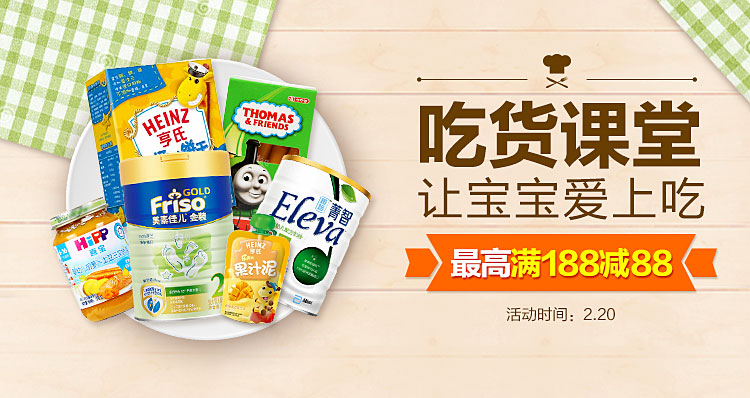 吃货课堂
让宝宝爱上吃
最高满188减88
活动时间：2.20
HEINZ
亨氏
THOMAS
& FRIENDS
GOLD
Friso
美素佳儿 金装
2
HiPP
喜宝
HEINZ
亨氏
果汁泥
Eleva
菁智
Abbott